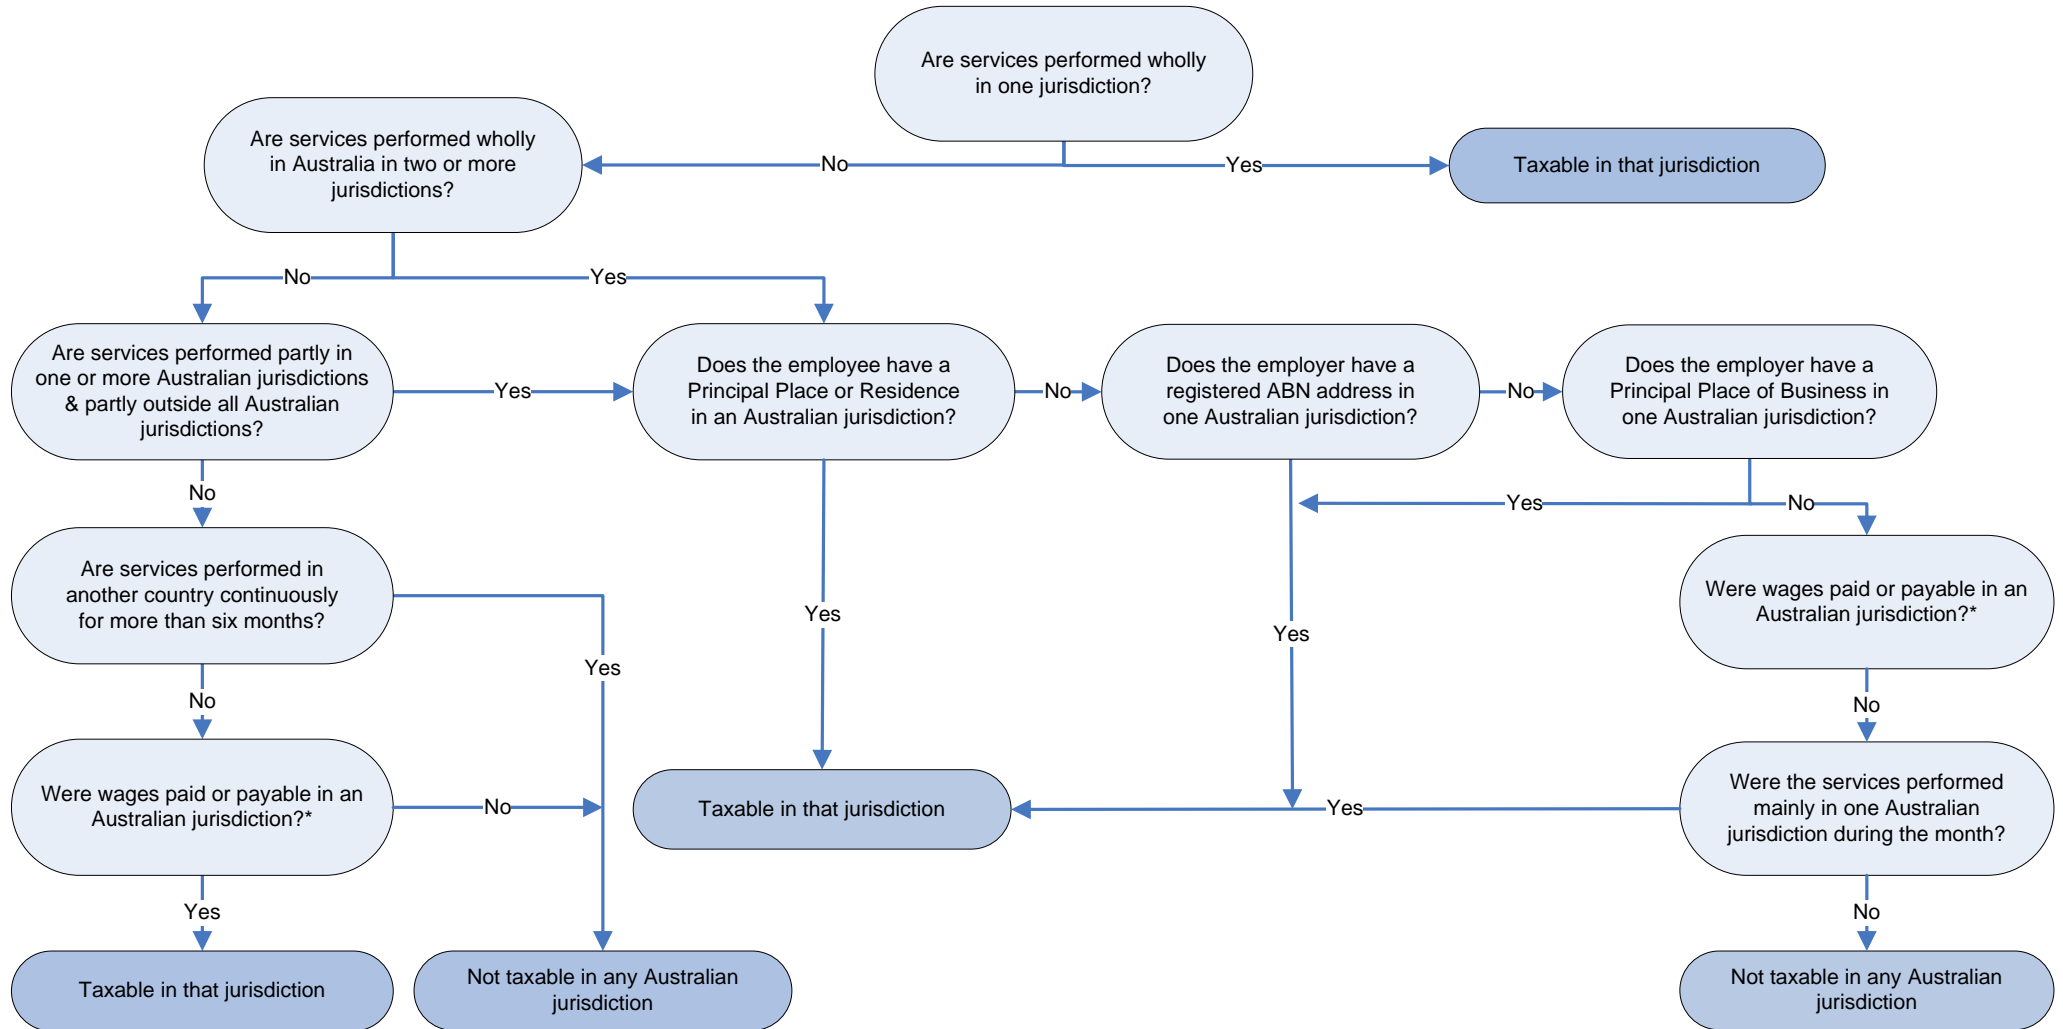 Are services performed wholly
in one jurisdiction?
Are services performed wholly
in Australia in two or more
jurisdictions?
No
Yes
Taxable in that jurisdiction
No
Yes
Are services performed partly in
one or more Australian jurisdictions
& partly outside all Australian
jurisdictions?
Yes
Does the employee have a
Principal Place or Residence
in an Australian jurisdiction?
No
Does the employer have a
registered ABN address in
one Australian jurisdiction?
No
Does the employer have a
Principal Place of Business in
one Australian jurisdiction?
No
Yes
No
Are services performed in
another country continuously
for more than six months?
Yes
Yes
Yes
Were wages paid or payable in an
Australian jurisdiction?*
No
No
Were wages paid or payable in an
Australian jurisdiction?*
No
Taxable in that jurisdiction
Yes
Were the services performed
mainly in one Australian
jurisdiction during the month?
Yes
No
Taxable in that jurisdiction
Not taxable in any Australian
jurisdiction
Not taxable in any Australian
jurisdiction